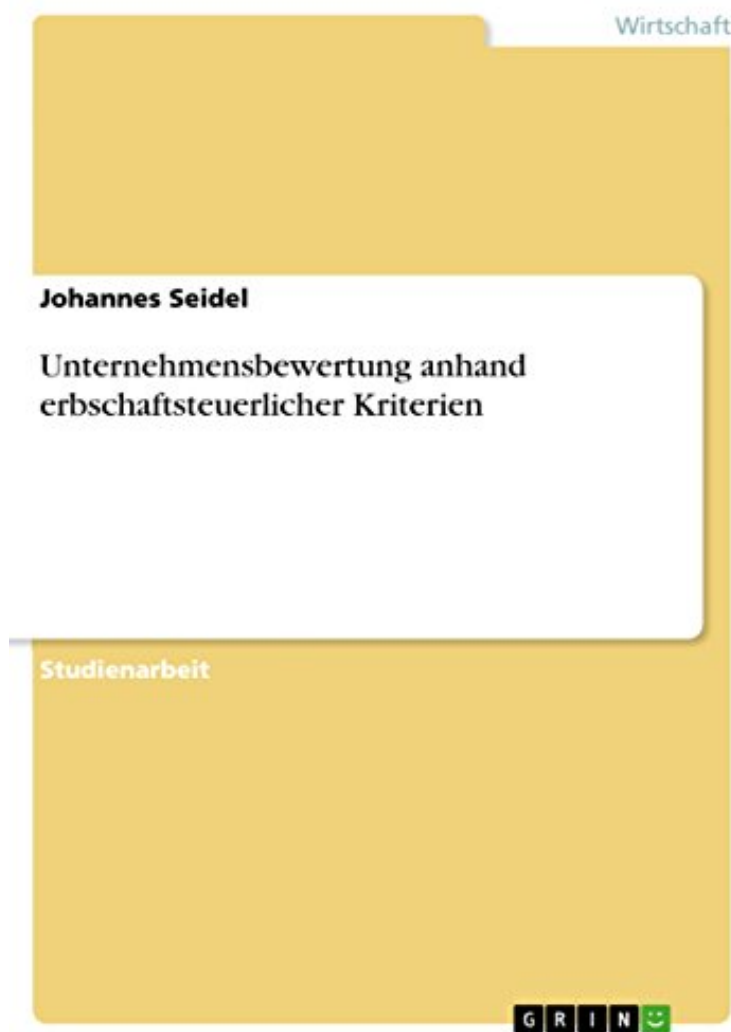 Wirtschaft
Johannes Seidel
Unternehmensbewertung anhand
erbschaftsteuerlicher Kriterien
Studienarbeit
GRIN